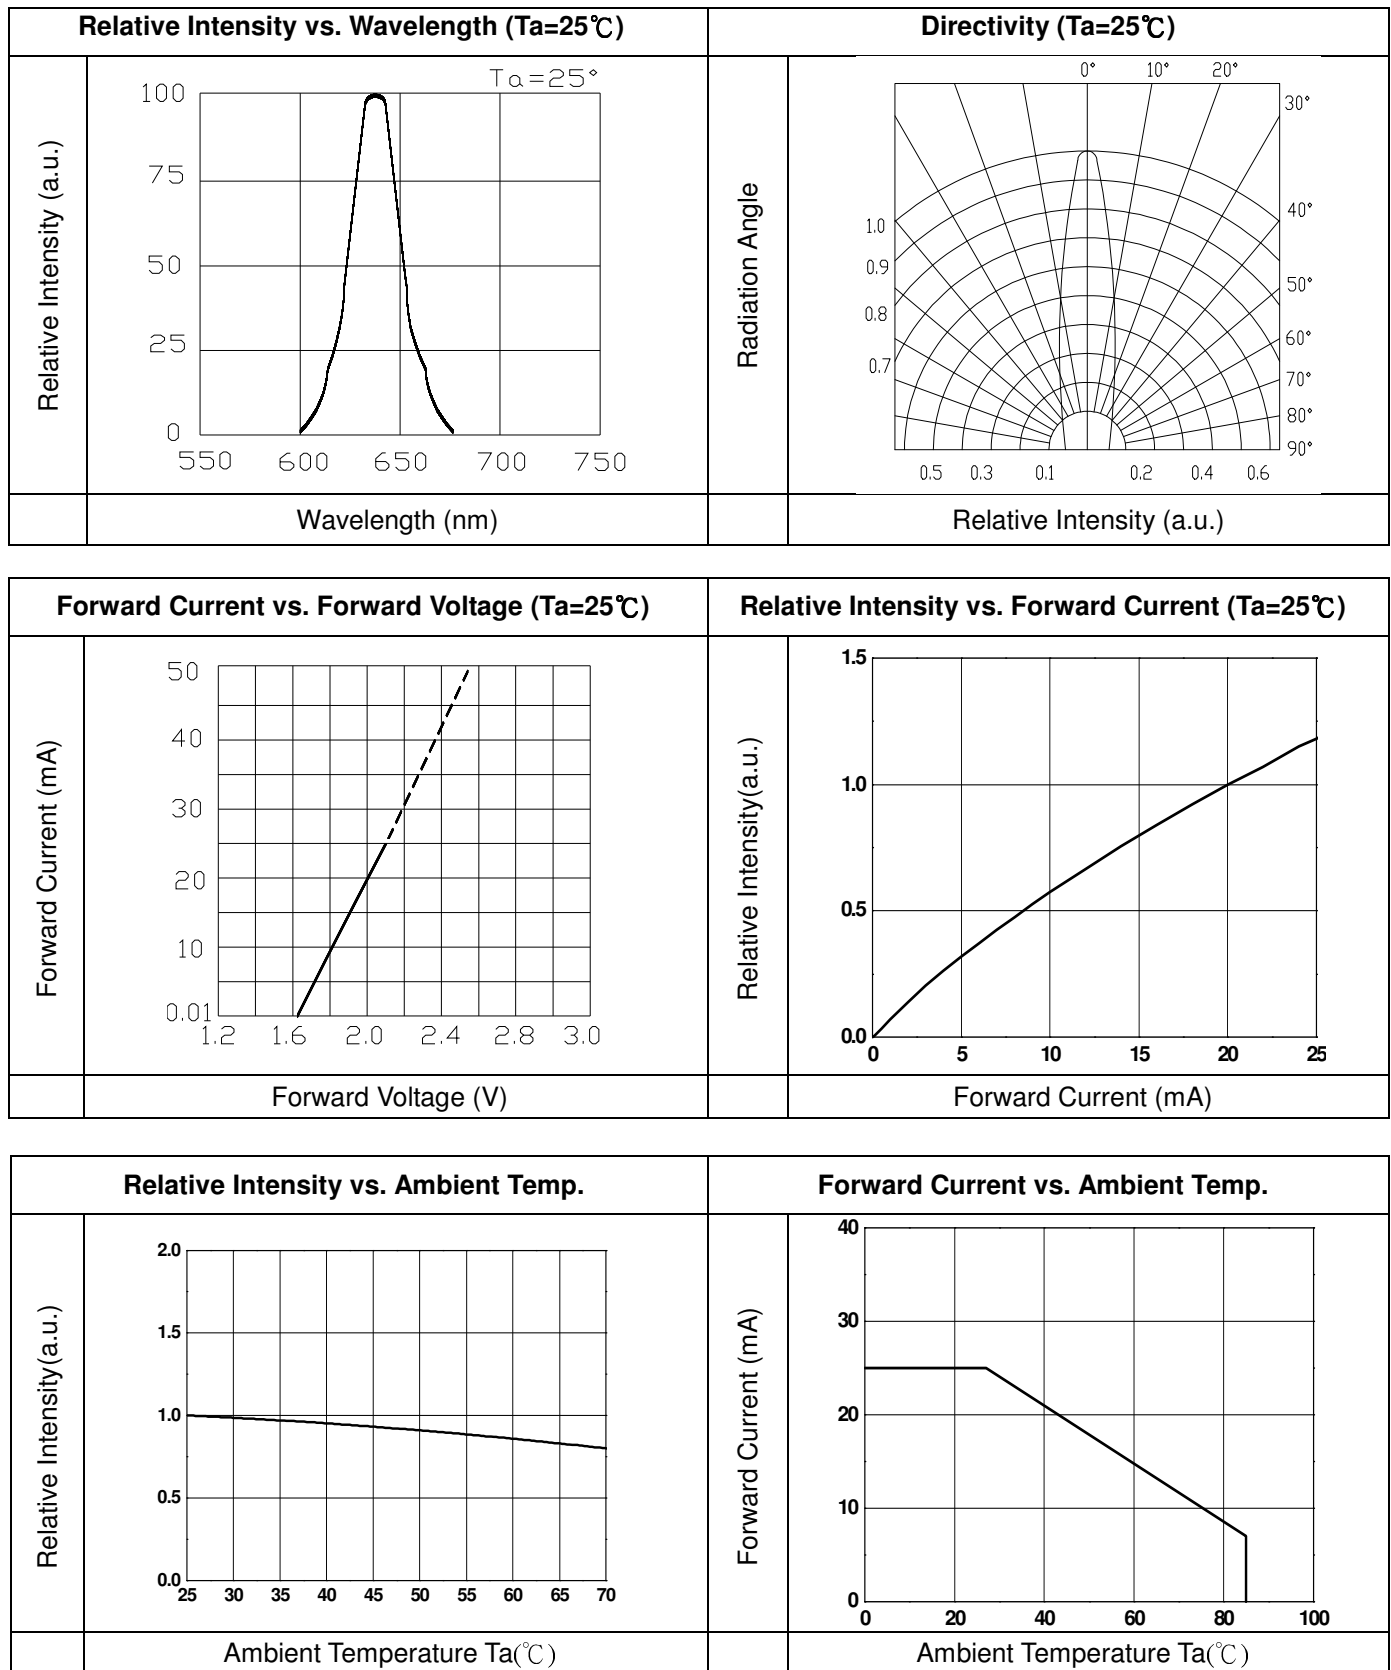 Relative Intensity vs. Wavelength (Ta=25℃)
Directivity (Ta=25℃)
Relative Intensity (a.u.)
Ta=25°
100
75
50
25
0
550 600 650 700 750
Wavelength (nm)
Radiation Angle
0° 10° 20°
30°
40°
50°
60°
70°
80°
90°
1.0
0.9
0.8
0.7
0.5 0.3 0.1 0.2 0.4 0.6
Relative Intensity (a.u.)
Forward Current vs. Forward Voltage (Ta=25℃)
Relative Intensity vs. Forward Current (Ta=25℃)
Forward Current (mA)
50
40
30
20
10
0.01
1.2 1.6 2.0 2.4 2.8 3.0
Forward Voltage (V)
Relative Intensity(a.u.)
1.5
1.0
0.5
0.0
0 5 10 15 20 25
Forward Current (mA)
Relative Intensity vs. Ambient Temp.
Forward Current vs. Ambient Temp.
Relative Intensity(a.u.)
2.0
1.5
1.0
0.5
0.0
25 30 35 40 45 50 55 60 65 70
Ambient Temperature Ta(℃)
Forward Current (mA)
40
30
20
10
0
0 20 40 60 80 100
Ambient Temperature Ta(℃)